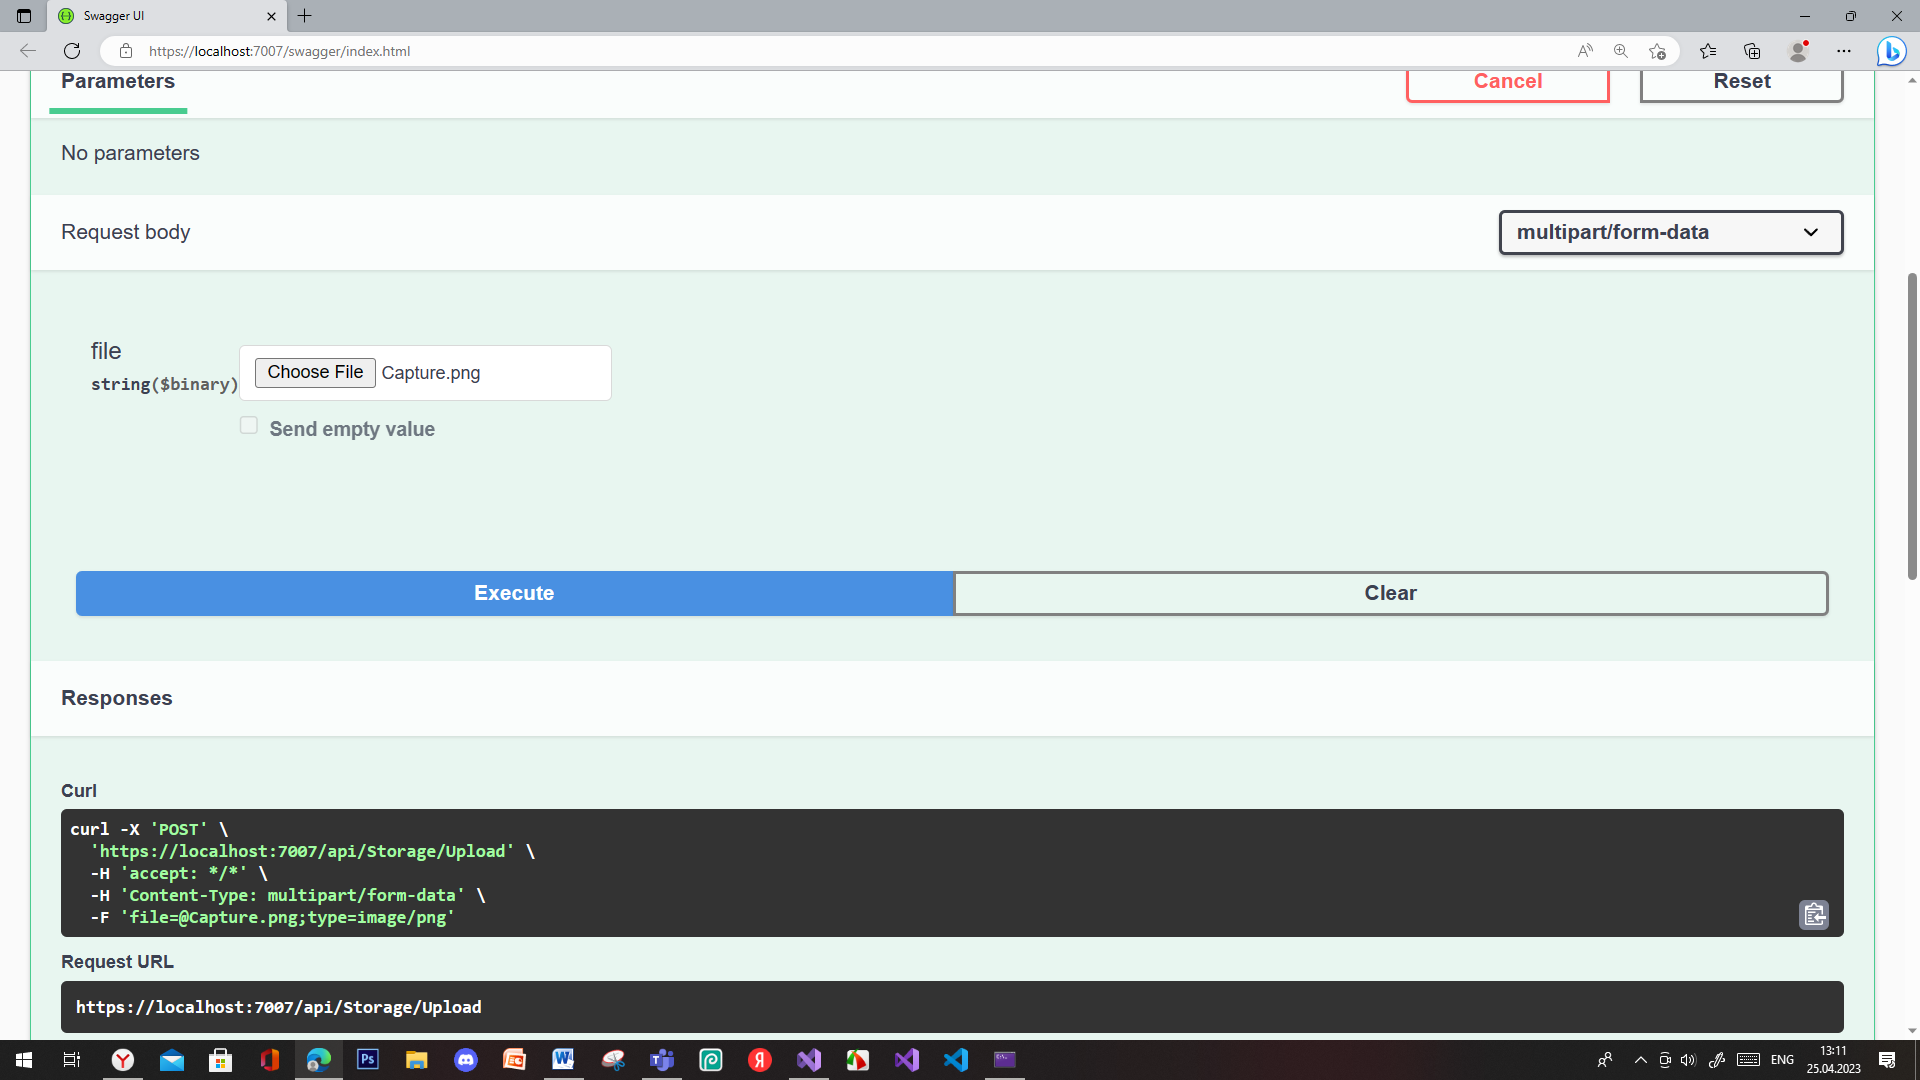 Swagger UI
https://localhost:7007/swagger/index.html
Parameters
Cancel
Reset
No parameters
Request body
multipart/form-data
file
string($binary)
Choose File Capture.png
Send empty value
Execute
Clear
Responses
Curl
curl -X 'POST' \
'https://localhost:7007/api/Storage/Upload' \
-H 'accept: */*' \
-H 'Content-Type: multipart/form-data' \
-F 'file=@Capture.png;type=image/png'
Request URL
https://localhost:7007/api/Storage/Upload
ENG
13:11
25.04.2023